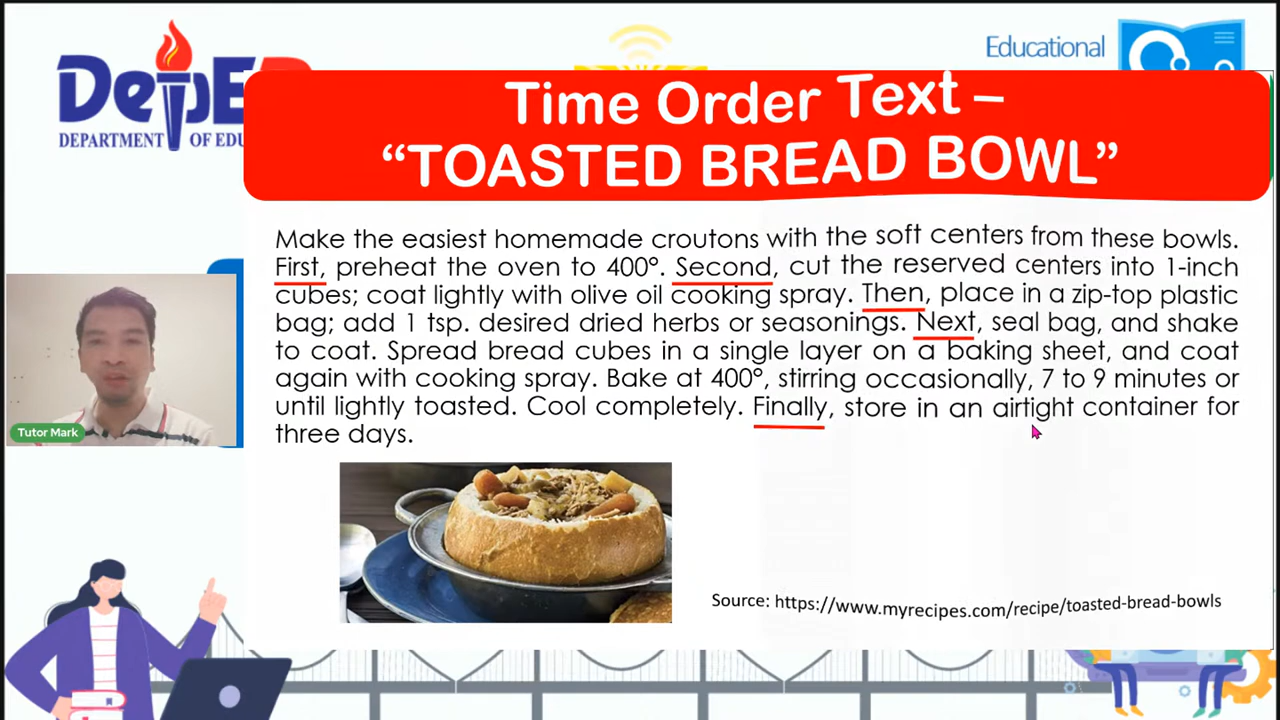 DepE
DEPARTMENT OF EDU
Educational
Time Order Text –
“TOASTED BREAD BOWL”
Make the easiest homemade croutons with the soft centers from these bowls.
First, preheat the oven to 400°. Second, cut the reserved centers into 1-inch
cubes; coat lightly with olive oil cooking spray. Then, place in a zip-top plastic
bag; add 1 tsp. desired dried herbs or seasonings. Next, seal bag, and shake
to coat. Spread bread cubes in a single layer on a baking sheet, and coat
again with cooking spray. Bake at 400°, stirring occasionally, 7 to 9 minutes or
until lightly toasted. Cool completely. Finally, store in an airtight container for
three days.
Tutor Mark
Source: https://www.myrecipes.com/recipe/toasted-bread-bowls